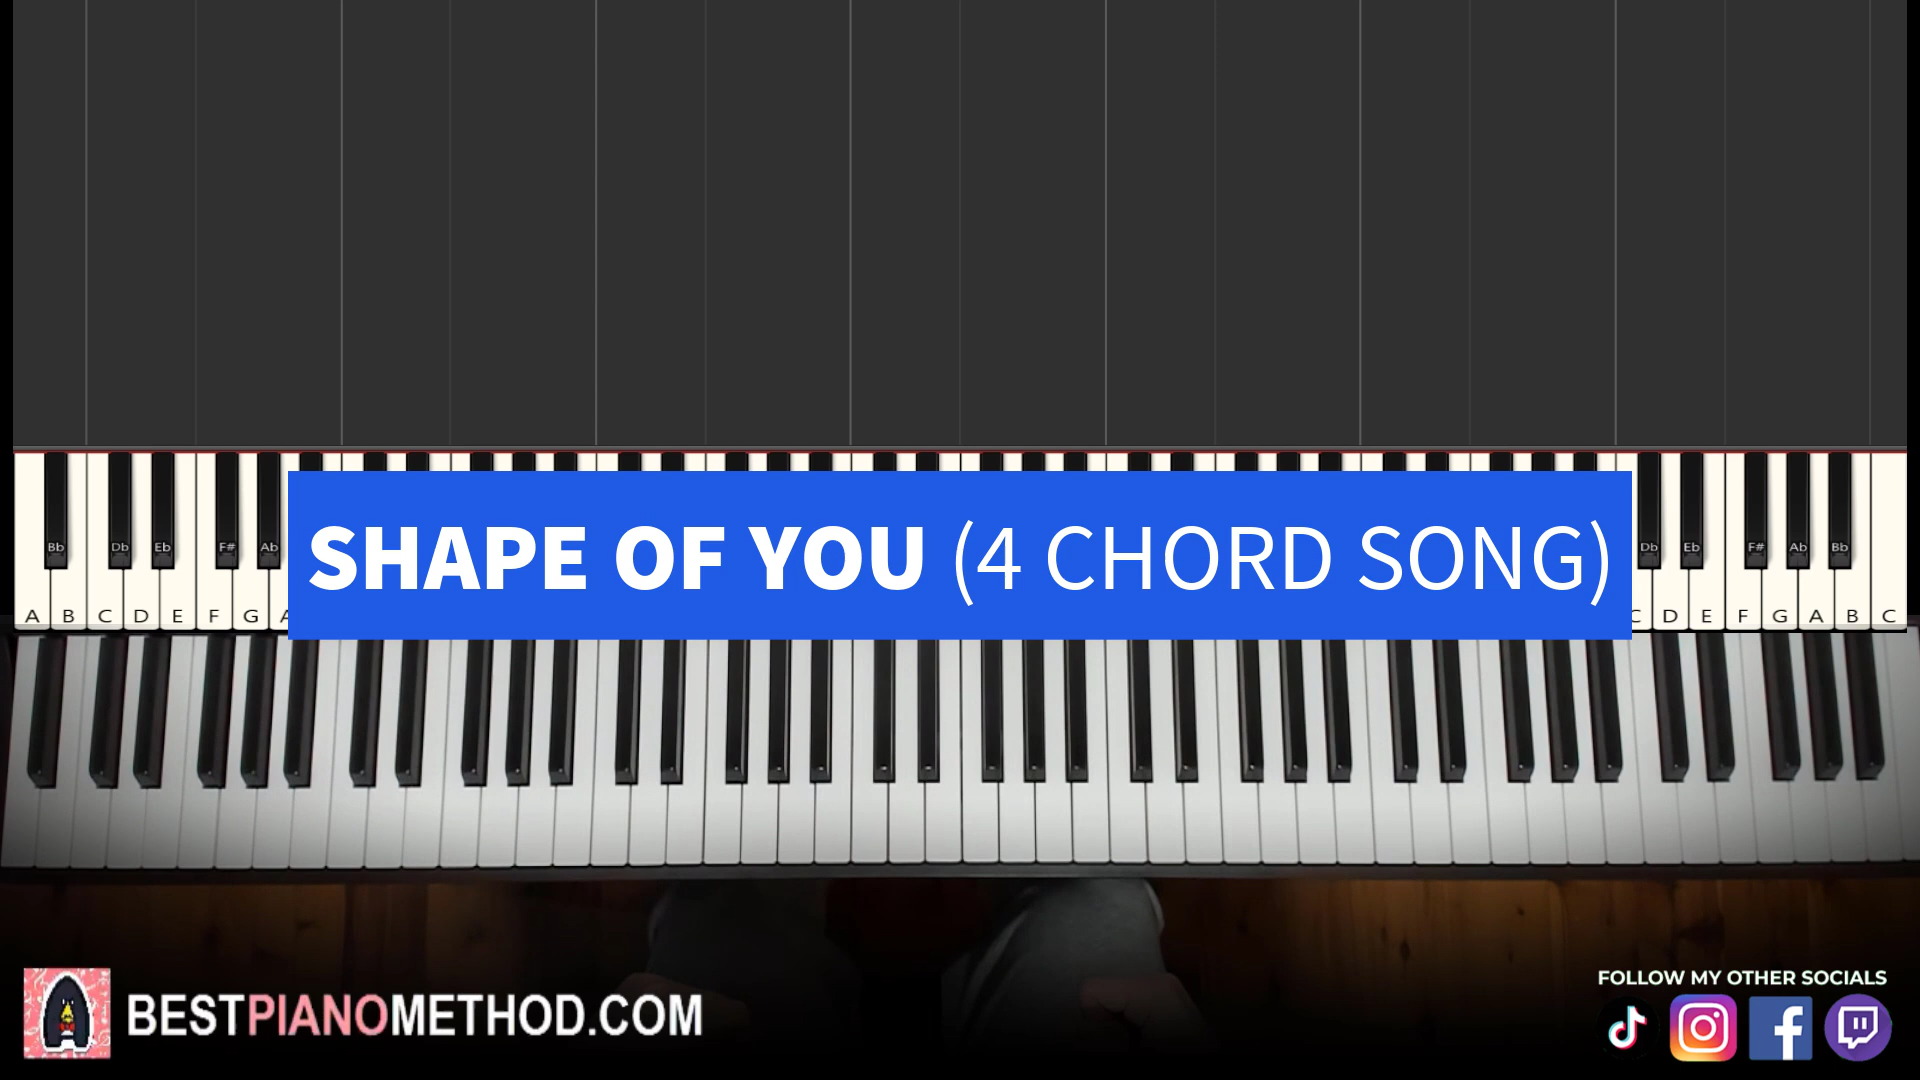 Bb Db Eb F# Ab Db Eb F# Ab Bb
SHAPE OF YOU (4 CHORD SONG)
A B C D E F G A C D E F G A B C
FOLLOW MY OTHER SOCIALS
BESTPIANOMETHOD.COM